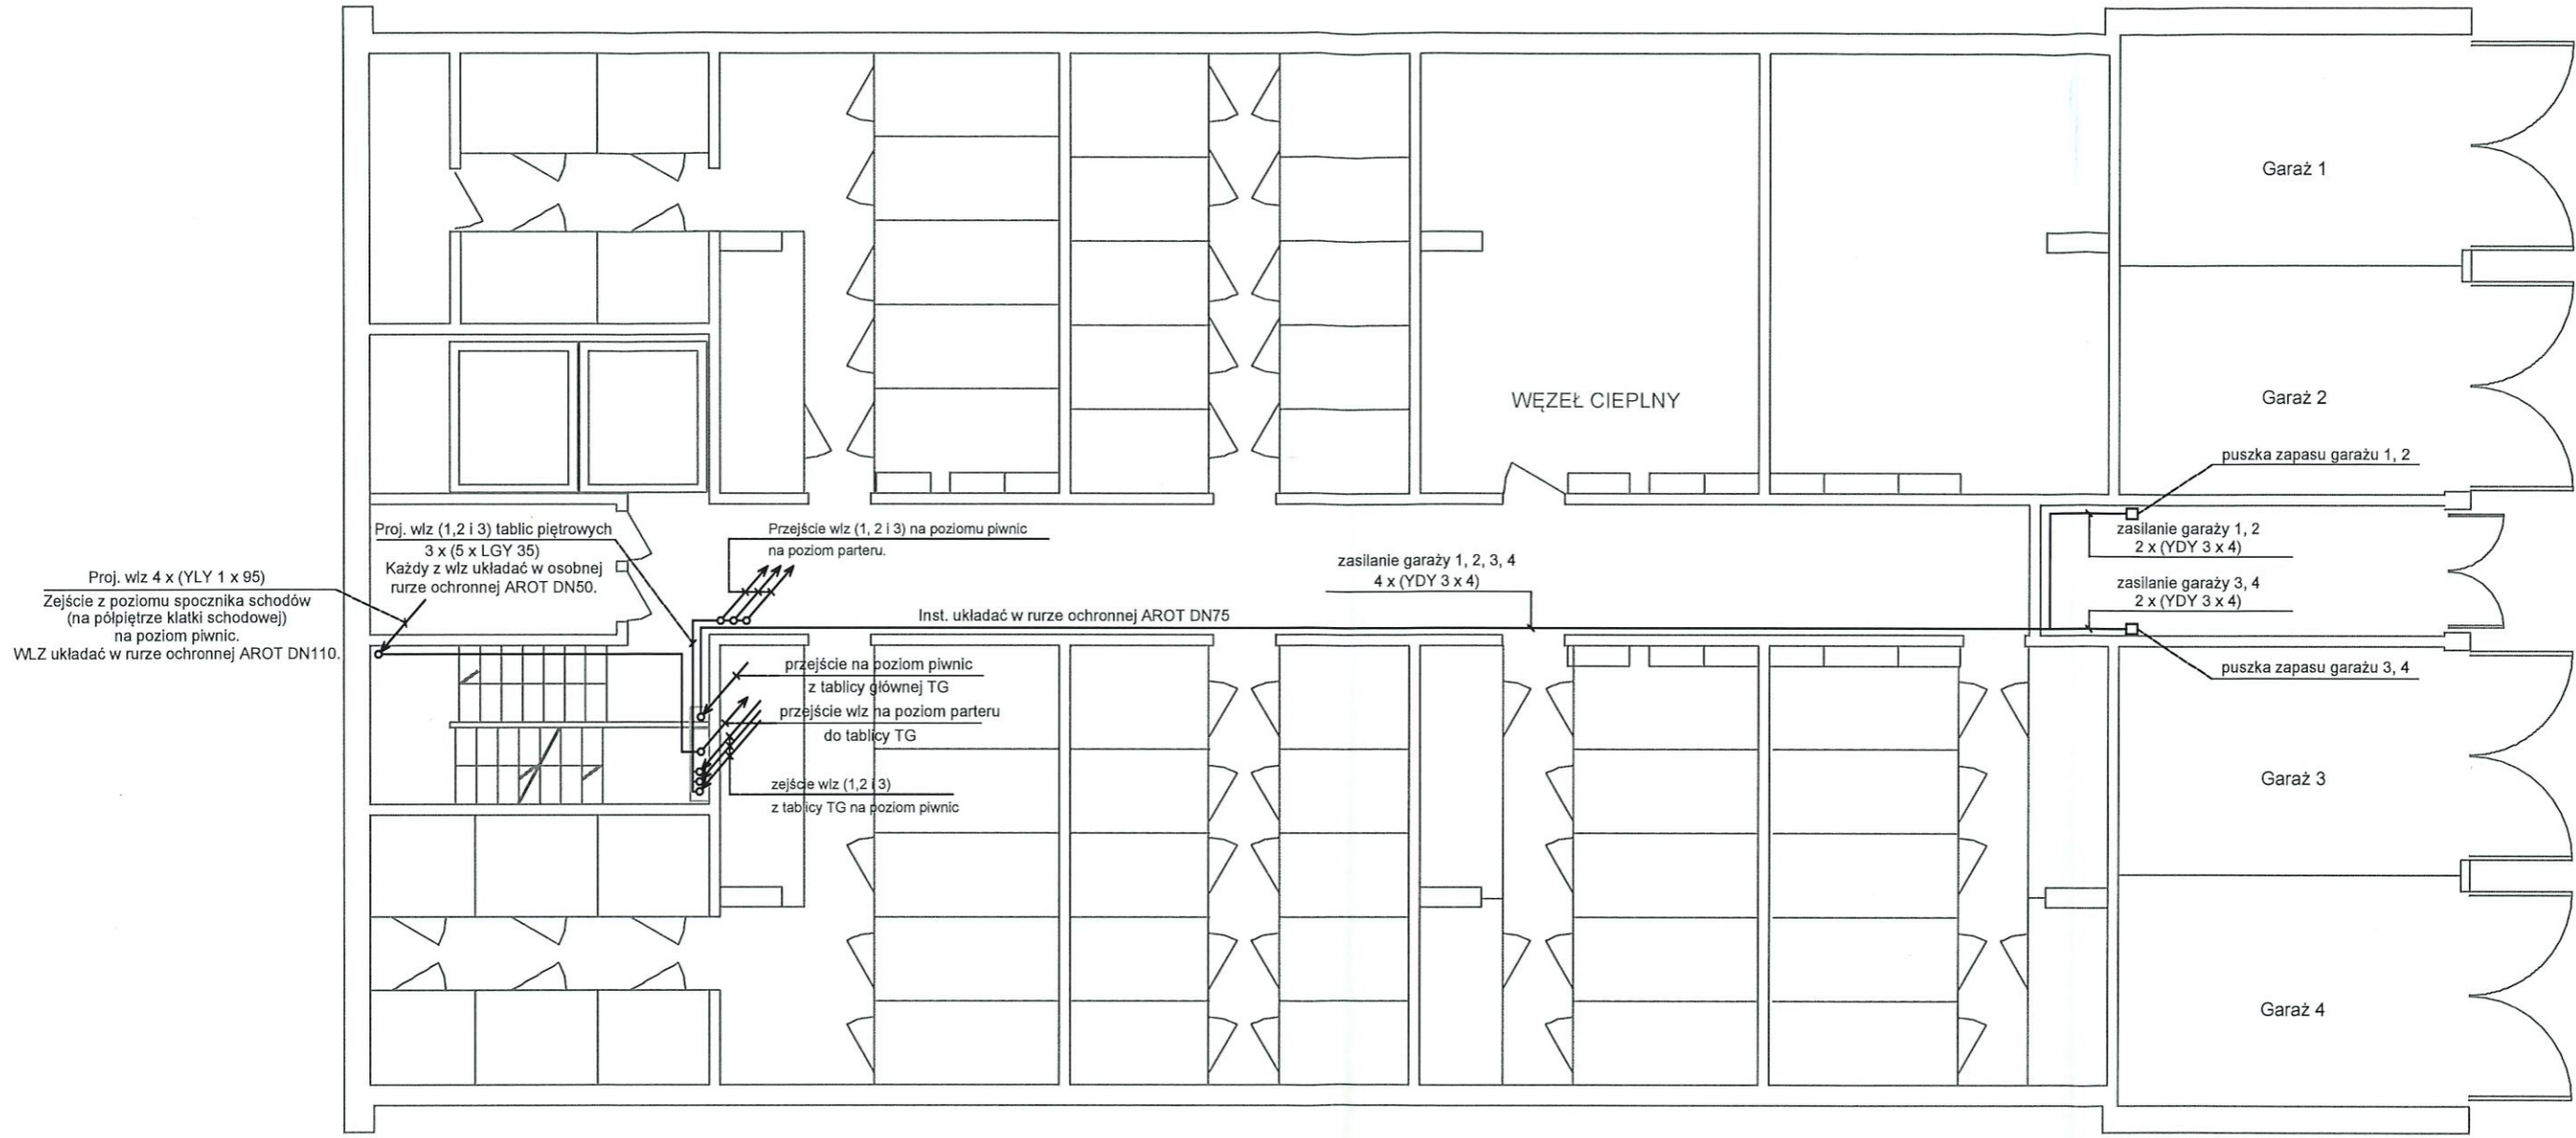 Garaż 1
Garaż 2
WĘZEŁ CIEPLNY
puszka zapasu garażu 1, 2
Proj. wlz (1,2 i 3) tablic piętrowych
3 x (5 x LGY 35)
Każdy z wlz układać w osobnej
rurze ochronnej AROT DN50.
Przejście wlz (1, 2 i 3) na poziomu piwnic
na poziom parteru.
zasilanie garaży 1, 2
2 x (YDY 3 x 4)
zasilanie garaży 1, 2, 3, 4
4 x (YDY 3 x 4)
Proj. wlz 4 x (YLY 1 x 95)
Zejście z poziomu spocznika schodów
(na półpiętrze klatki schodowej)
na poziom piwnic.
WLZ układać w rurze ochronnej AROT DN110.
zasilanie garaży 3, 4
2 x (YDY 3 x 4)
Inst. układać w rurze ochronnej AROT DN75
przejście na poziom piwnic
z tablicy głównej TG
puszka zapasu garażu 3, 4
przejście wlz na poziom parteru
do tablicy TG
zejście wlz (1,2 i 3)
z tablicy TG na poziom piwnic
Garaż 3
Garaż 4